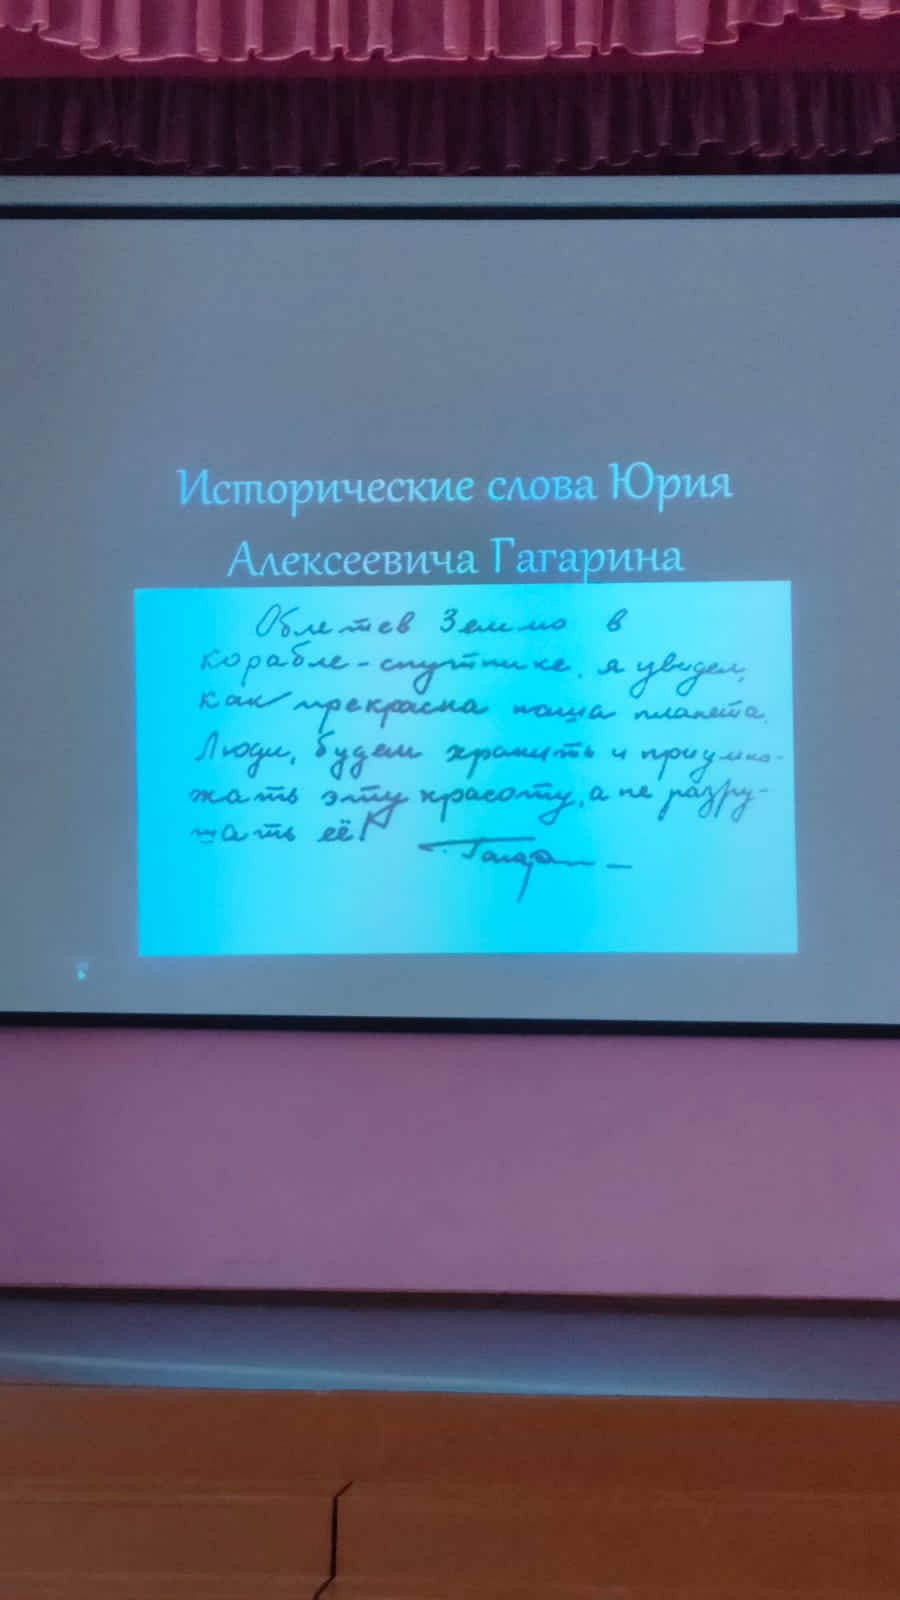 Исторические слова Юрия
Алексеевича Гагарина
Облетев Землю в
корабле-спутнике, я увидел,
как прекрасна наша планета.
Люди, будем хранить и приумно-
жать эту красоту, а не разру-
шать её!
Гагарин